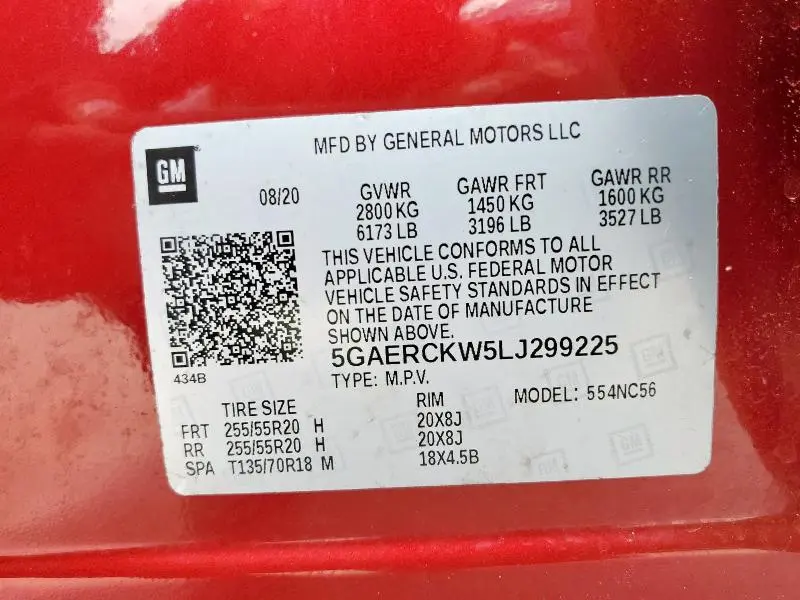 MFD BY GENERAL MOTORS LLC
GM
08/20 GVWR GAWR FRT GAWR RR
2800 KG 1450 KG 1600 KG
6173 LB 3196 LB 3527 LB
THIS VEHICLE CONFORMS TO ALL
APPLICABLE U.S. FEDERAL MOTOR
VEHICLE SAFETY STANDARDS IN EFFECT
ON THE DATE OF MANUFACTURE
SHOWN ABOVE.
5GAERCKW5LJ299225
434B
TYPE: M.P.V. MODEL: 554NC56
TIRE SIZE RIM
FRT 255/55R20 H 20X8J
RR 255/55R20 H 20X8J
SPA T135/70R18 M 18X4.5B